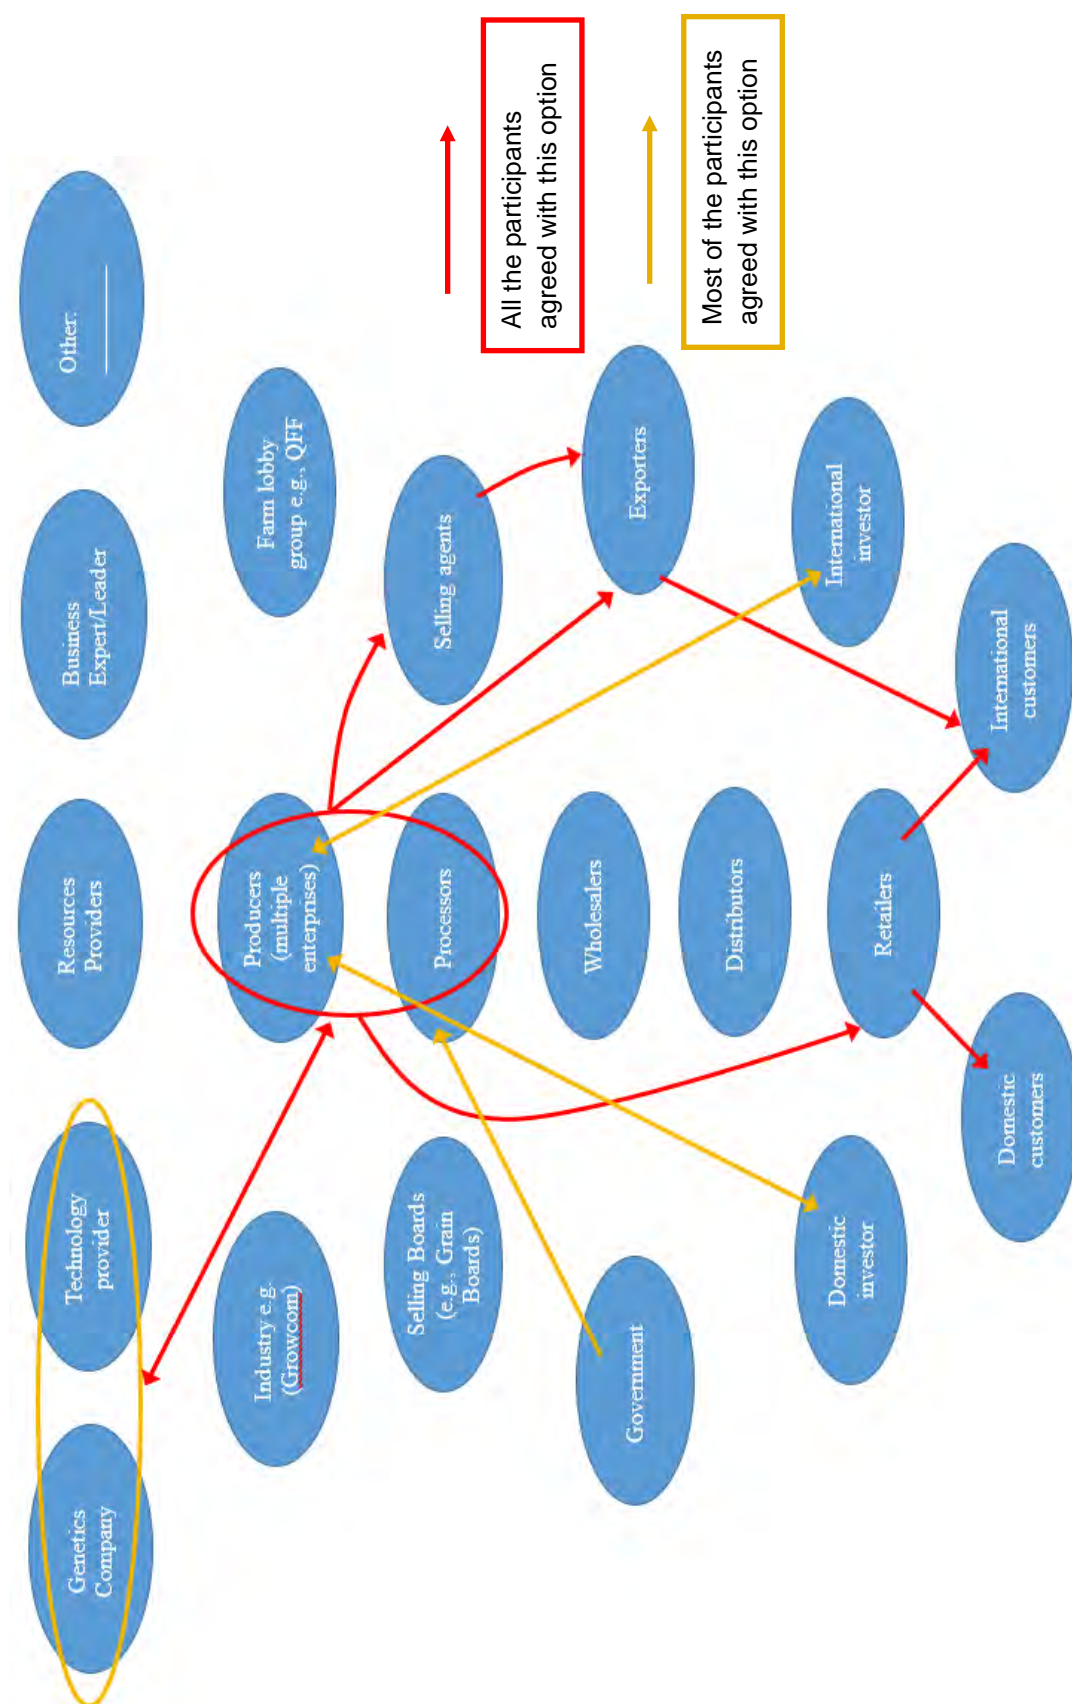 Genetics
Company
Technology
provider
Resources
Providers
Business
Expert/Leader
Other:
Industry e.g.
((Growcom)
Producers
(multiple
enterprises)
Farm lobby
group e.g., QFF
Selling Boards
(e.g., Grain
Boards)
Processors
Selling agents
Government
Wholesalers
Exporters
Distributors
Domestic
investor
Retailers
International
investor
Domestic
customers
International
customers
All the participants
agreed with this option
Most of the participants
agreed with this option